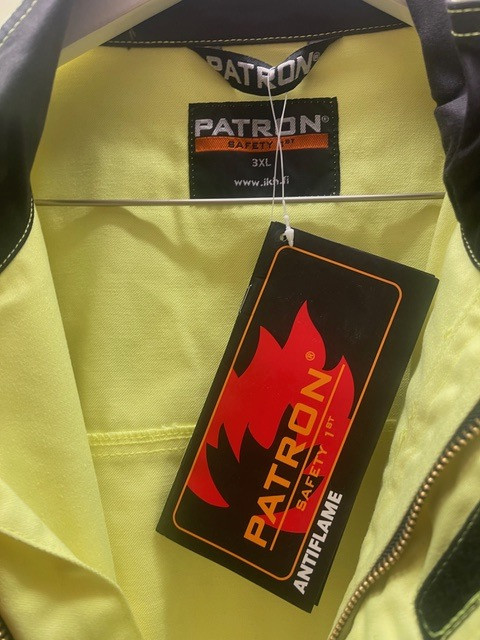 PATRON®
PATRON®
SAFETY 1ST
3XL
www.ikh.fi
PATRON®
SAFETY 1ST
ANTIFLAME